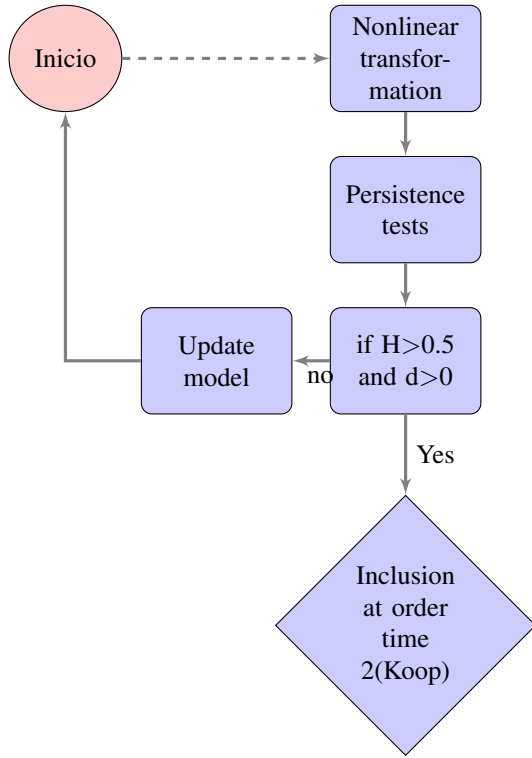 Inicio
Nonlinear
transfor-
mation
Persistence
tests
Update
model
no
if H>0.5
and d>0
Yes
Inclusion
at order
time
2(Koop)